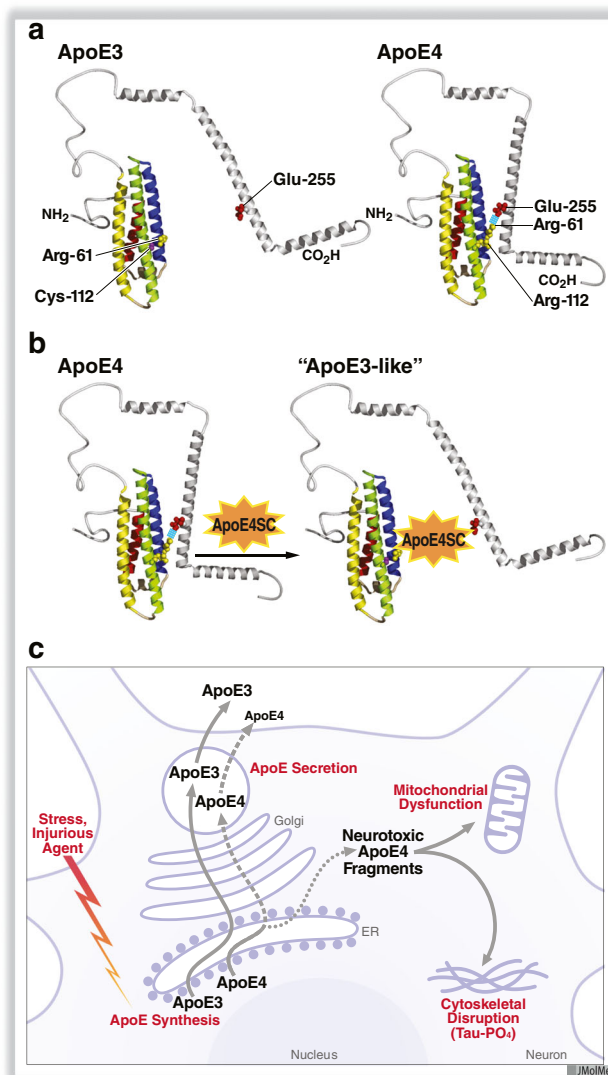 a
ApoE3
ApoE4
Glu-255
NH2
Arg-61
Cys-112
CO2H
NH2
Glu-255
Arg-61
CO2H
Arg-112
b
ApoE4
“ApoE3-like”
ApoE4SC
ApoE4SC
c
ApoE3
ApoE4
ApoE3
ApoE Secretion
ApoE4
Golgi
Stress,
Injurious
Agent
Mitochondrial
Dysfunction
Neurotoxic
ApoE4
Fragments
ER
ApoE4
ApoE3
ApoE Synthesis
Cytoskeletal
Disruption
(Tau-PO4)
Nucleus
Neuron
JMolMe